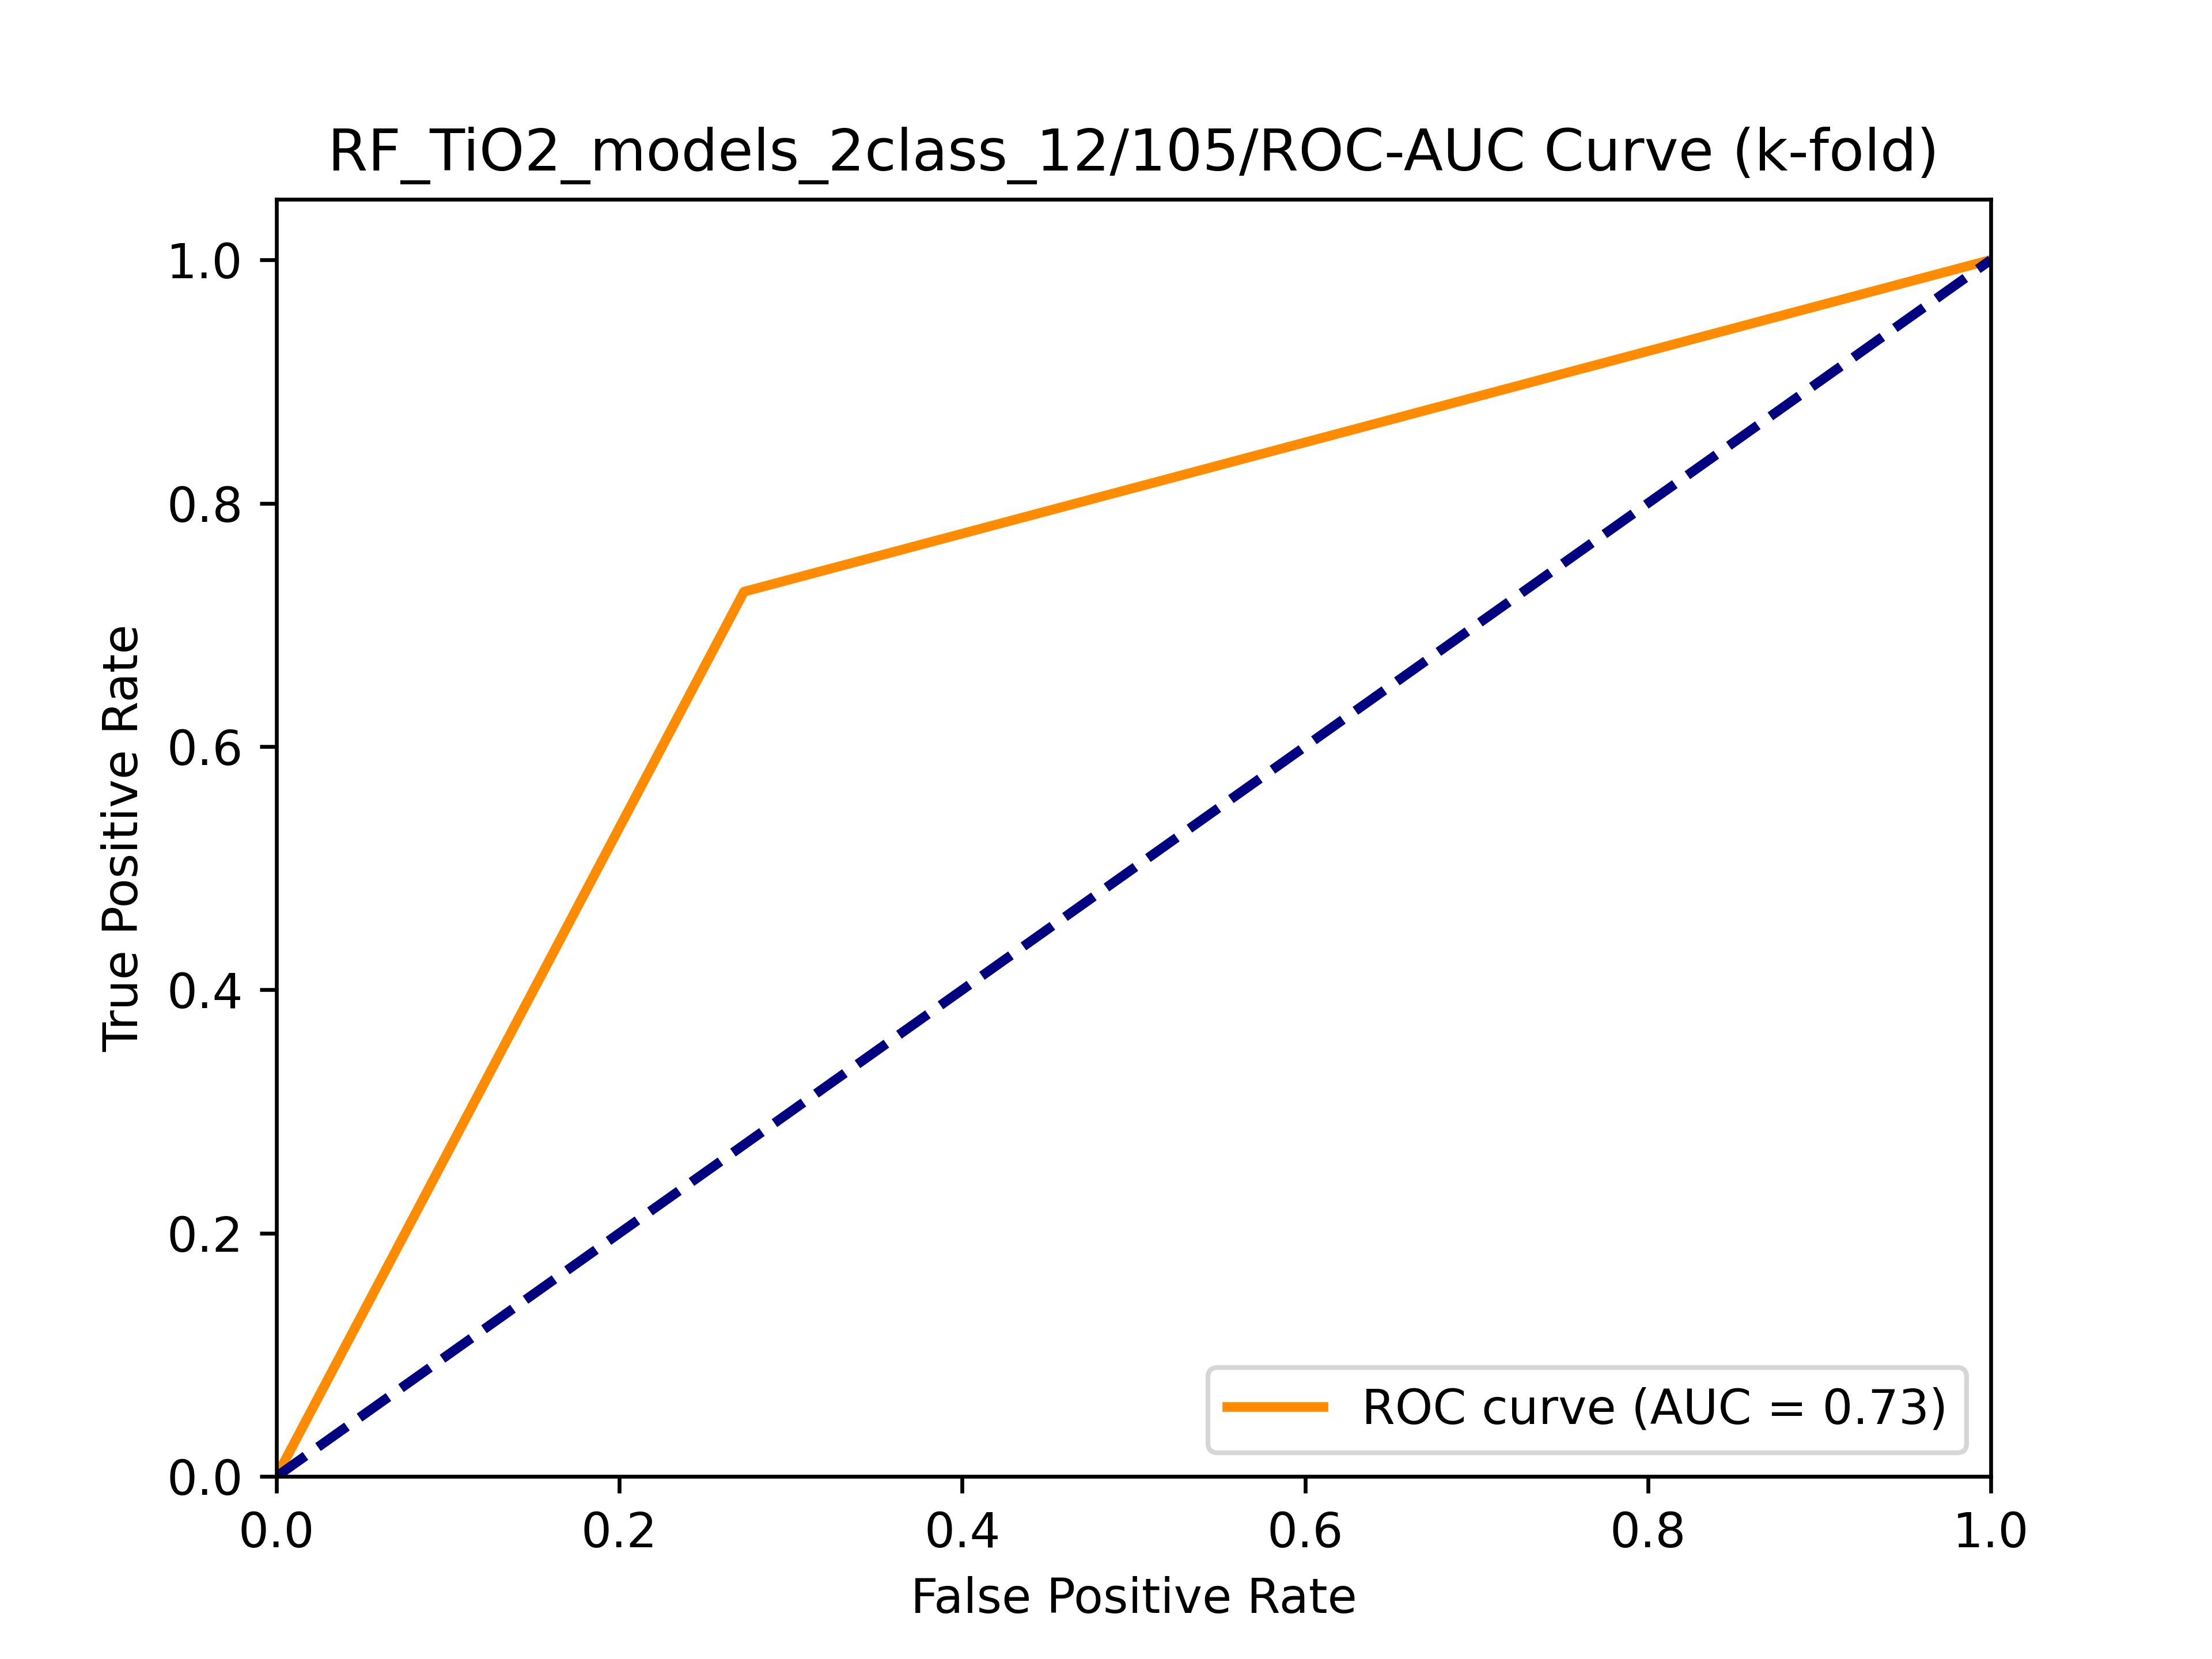 RF_TiO2_models_2class_12/105/ROC-AUC Curve (k-fold)
1.0
0.8
0.6
0.4
0.2
0.0
True Positive Rate
ROC curve (AUC = 0.73)
0.0 0.2 0.4 0.6 0.8 1.0
False Positive Rate